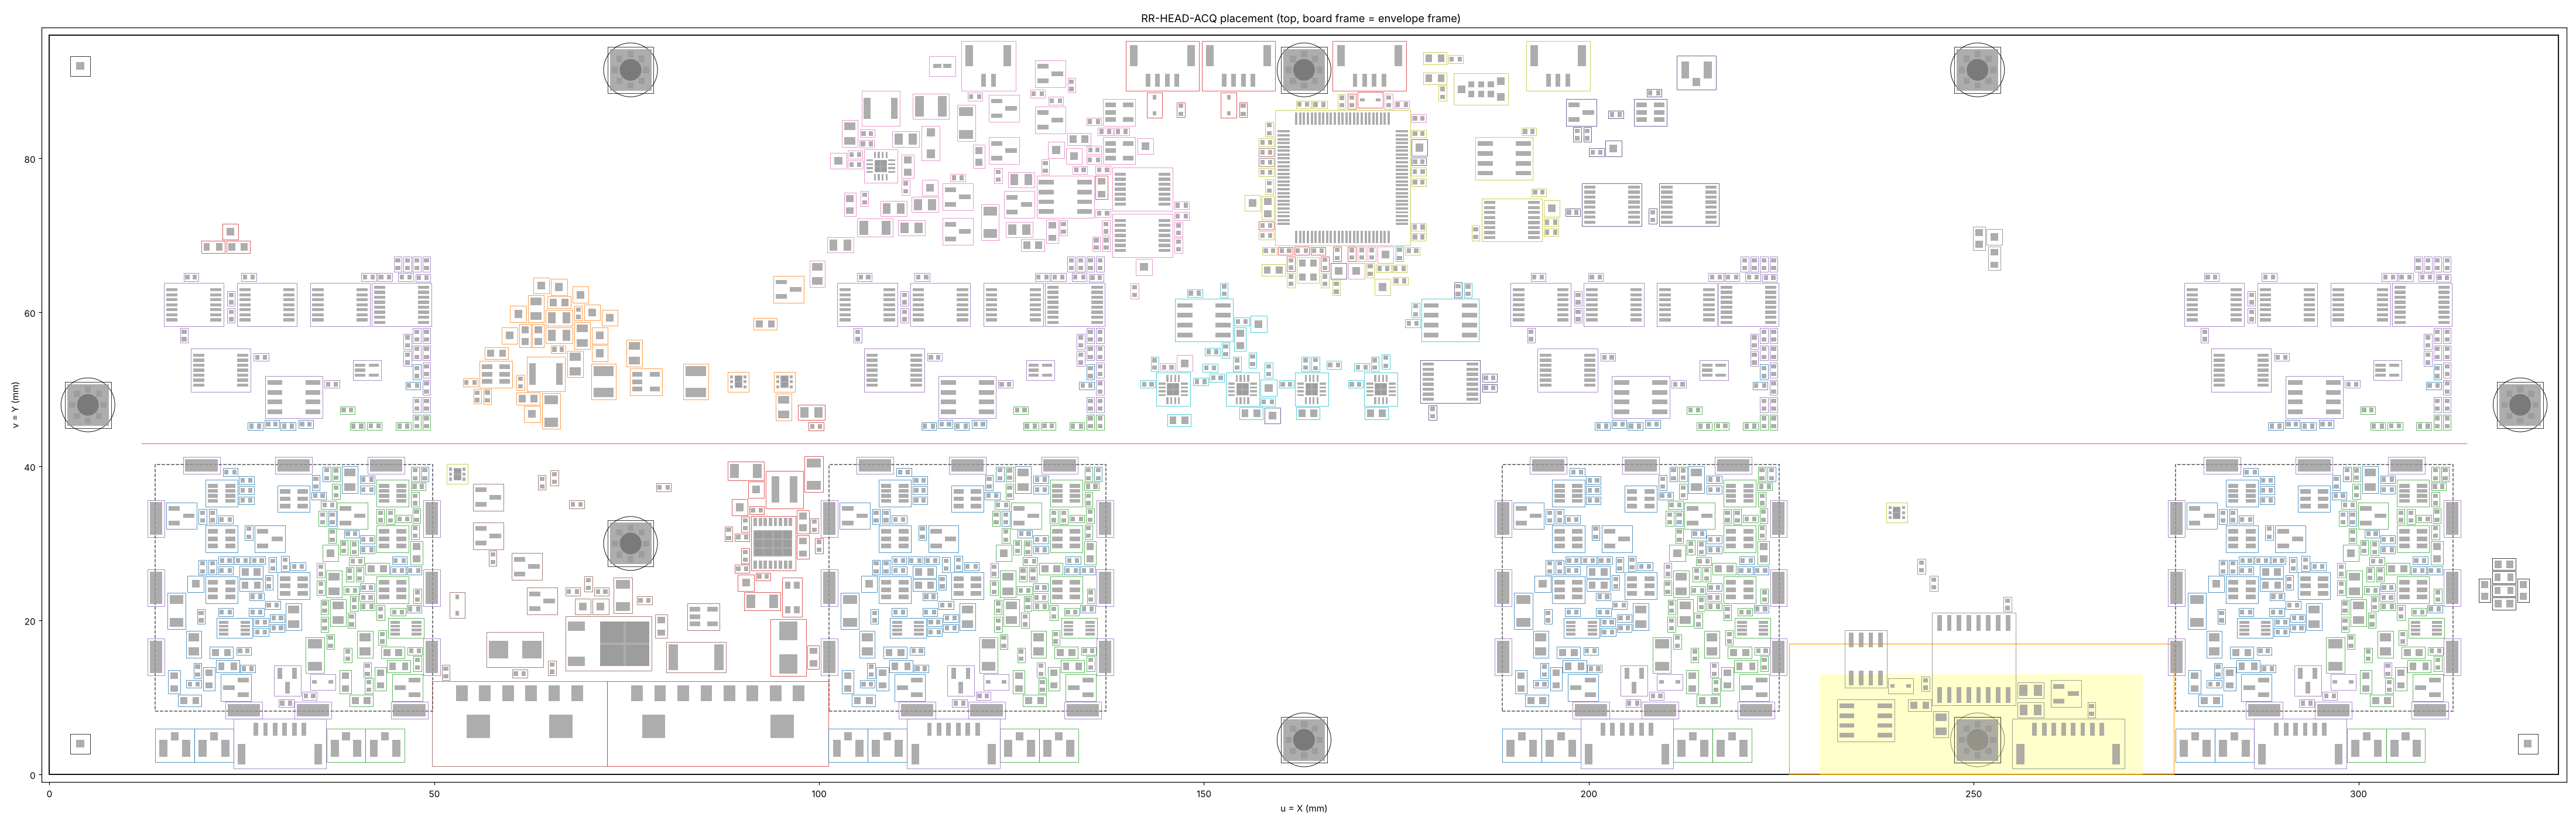 RR-HEAD-ACQ placement (top, board frame = envelope frame)
80
60
v = Y (mm)
40
20
0
0 50 100 150 200 250 300
u = X (mm)